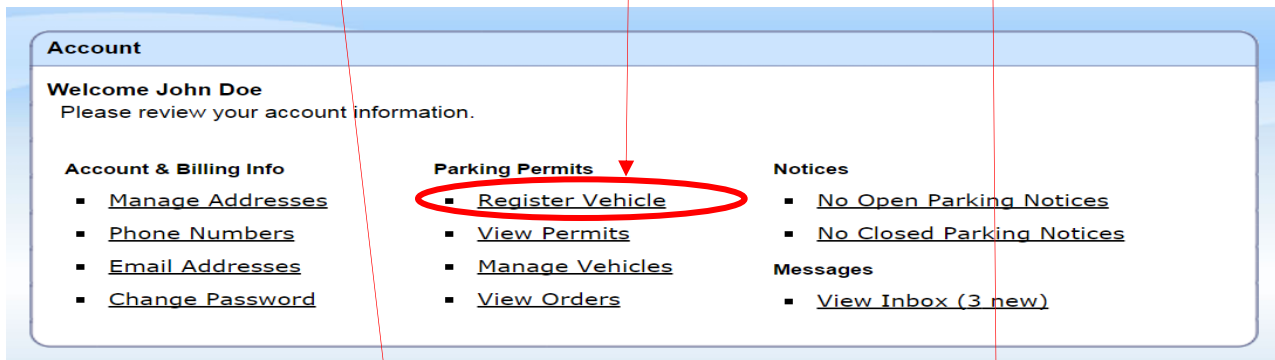 Account
Welcome John Doe
Please review your account information.
Account & Billing Info
Manage Addresses
Phone Numbers
Email Addresses
Change Password
Parking Permits
Register Vehicle
View Permits
Manage Vehicles
View Orders
Notices
No Open Parking Notices
No Closed Parking Notices
Messages
View Inbox (3 new)